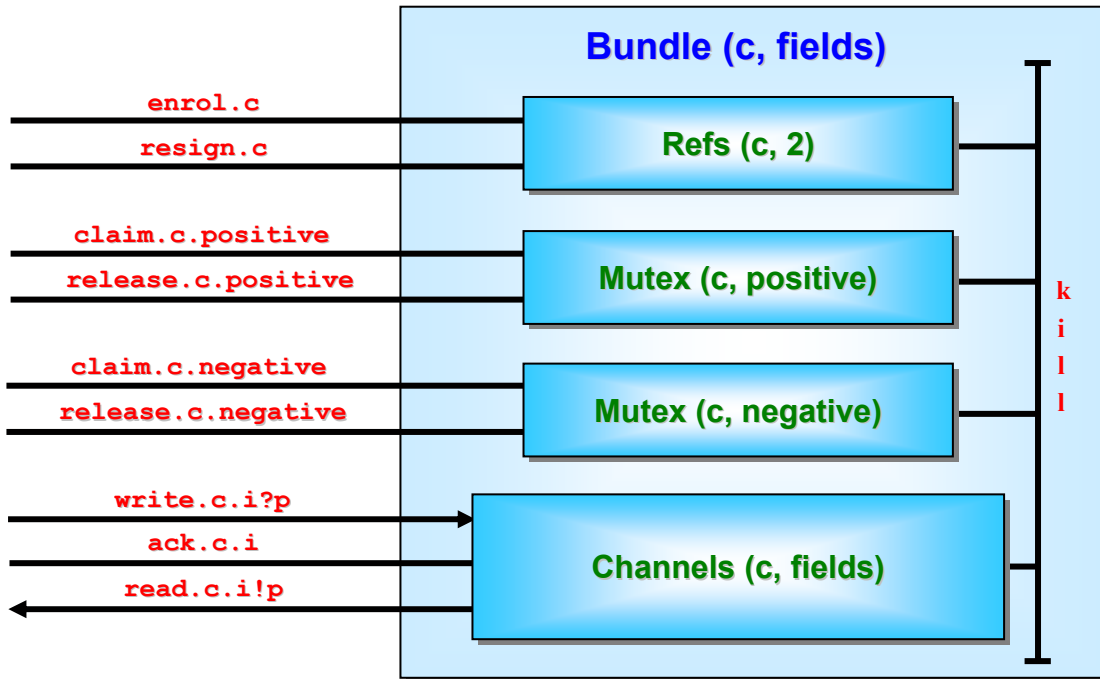 Bundle (c, fields)
enrol.c
resign.c
Refs (c, 2)
claim.c.positive
release.c.positive
Mutex (c, positive)
claim.c.negative
release.c.negative
Mutex (c, negative)
write.c.i?p
ack.c.i
read.c.i!p
Channels (c, fields)
k
i
l
l